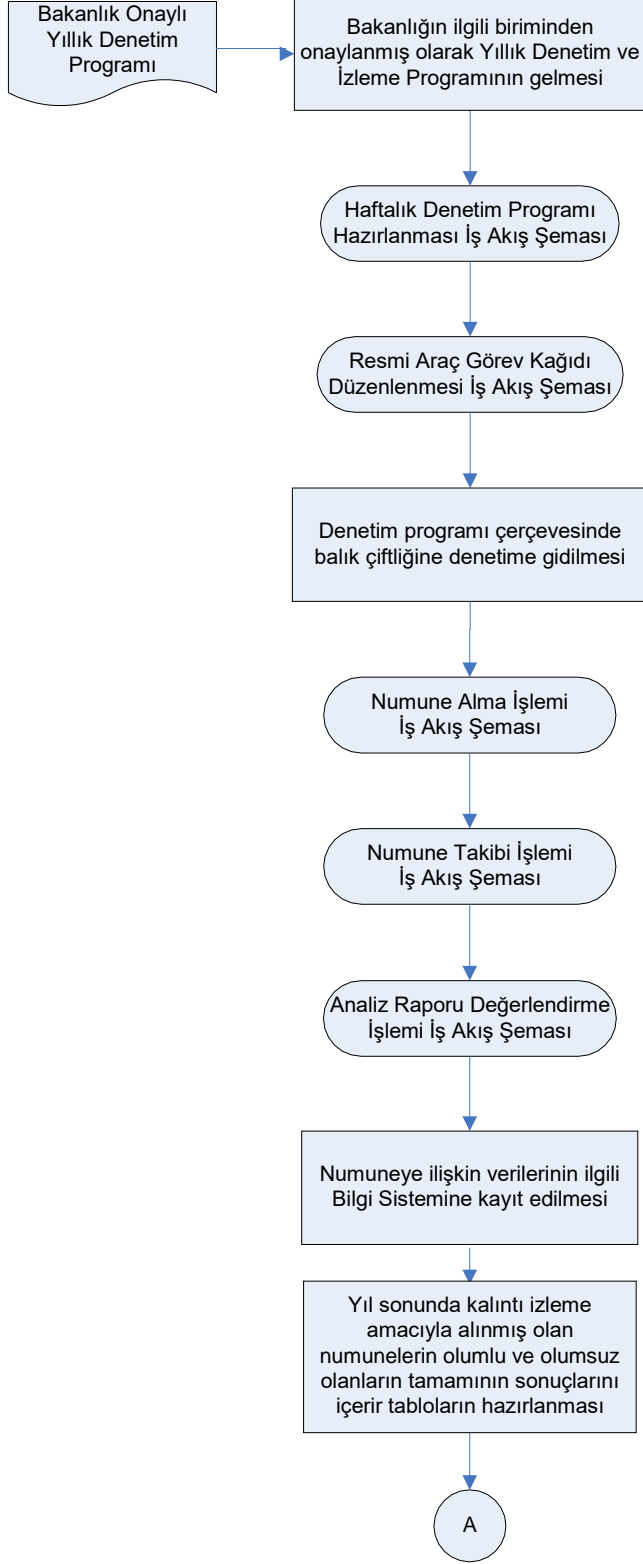 Bakanlık Onaylı
Yıllık Denetim
Programı
Bakanlığın ilgili biriminden
onaylanmış olarak Yıllık Denetim ve
İzleme Programının gelmesi
Haftalık Denetim Programı
Hazırlanması İş Akış Şeması
Resmi Araç Görev Kağıdı
Düzenlenmesi İş Akış Şeması
Denetim programı çerçevesinde
balık çiftliğine denetime gidilmesi
Numune Alma İşlemi
İş Akış Şeması
Numune Takibi İşlemi
İş Akış Şeması
Analiz Raporu Değerlendirme
İşlemi İş Akış Şeması
Numuneye ilişkin verilerinin ilgili
Bilgi Sistemine kayıt edilmesi
Yıl sonunda kalıntı izleme
amacıyla alınmış olan
numunelerin olumlu ve olumsuz
olanların tamamının sonuçlarını
içerir tabloların hazırlanması
A